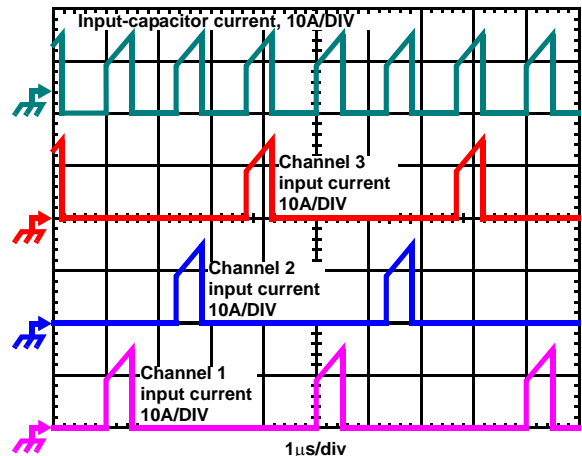 Input-capacitor current, 10A/DIV
Channel 3
input current
10A/DIV
Channel 2
input current
10A/DIV
Channel 1
input current
10A/DIV
1μs/div